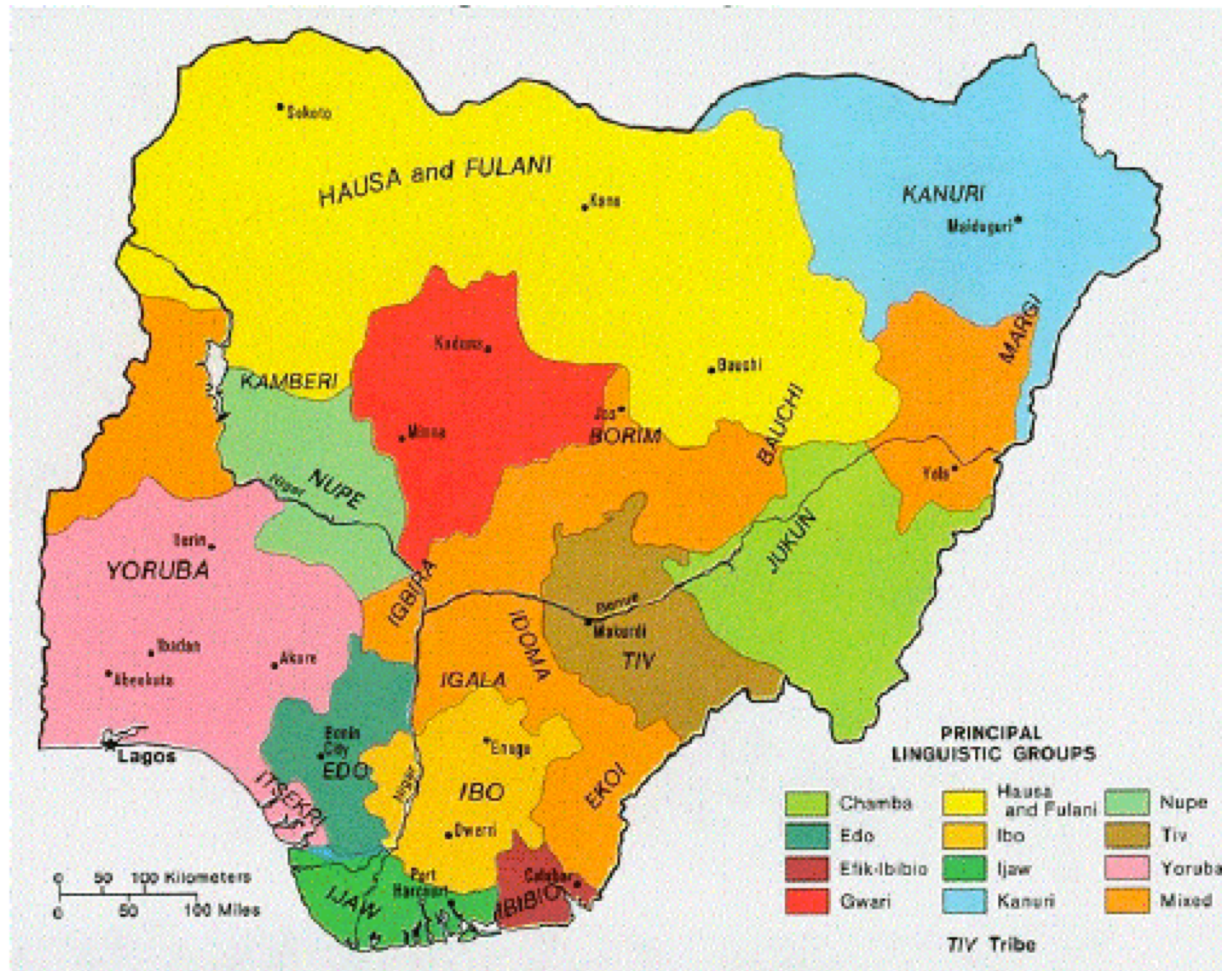 Sokoto
HAUSA and FULANI
Kano
KANURI
Maiduguri
MARGI
Kaduna
Bauchi
KAMBERI
Jos
BORIM
BAUCHI
Minna
Yola
Niger
NUPE
JUKUN
Ilerin
YORUBA
IGBIRA
IDOMA
Benue
Makurdi
TIV
Ibadan
Akure
Abeokuta
IGALA
Benin
City
EDO
Enugu
Lagos
ITSEKRI
Niger
IBO
EKOI
Owerri
Port
Harcourt
Calabar
IJAW
IBIBIO
0 50 100 Kilometers
0 50 100 Miles
PRINCIPAL
LINGUISTIC GROUPS
Chamba
Edo
Efik-Ibibio
Gwari
Hausa
and Fulani
Ibo
Ijaw
Kanuri
Nupe
Tiv
Yoruba
Mixed
TIV Tribe